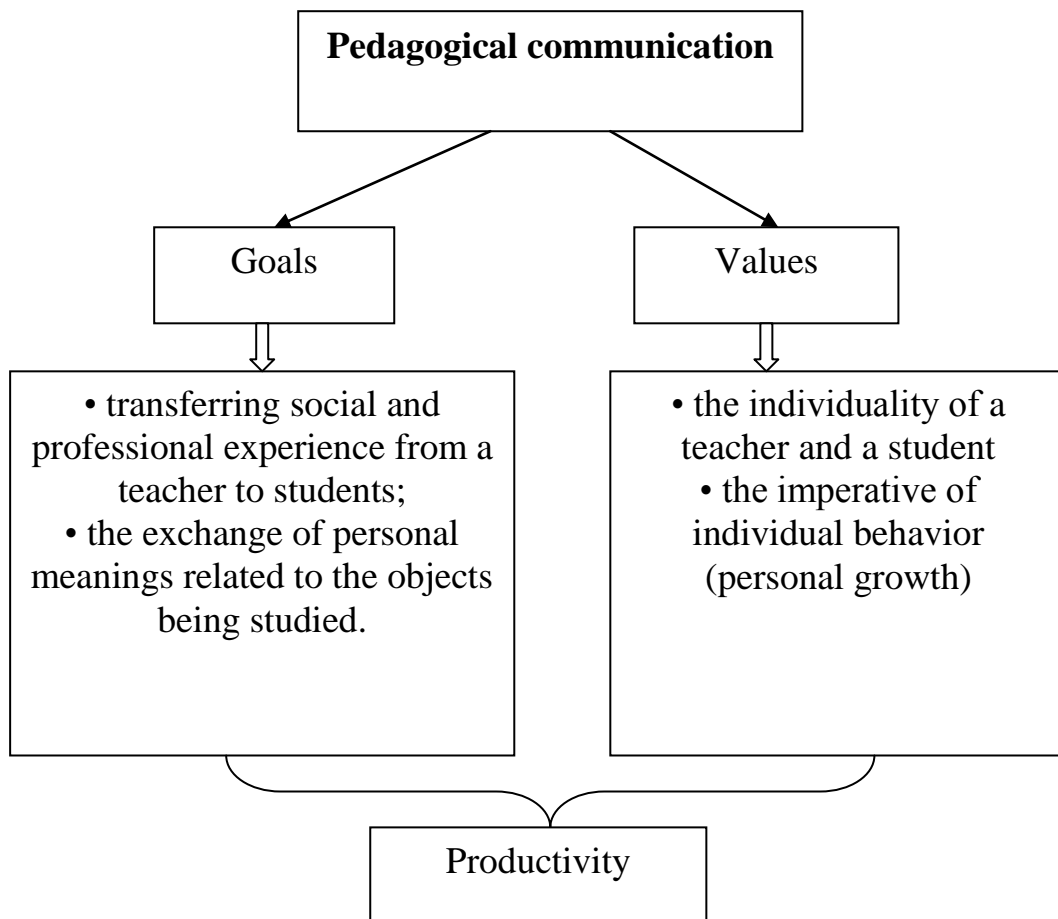 Pedagogical communication
Goals
Values
• transferring social and
professional experience from a
teacher to students;
• the exchange of personal
meanings related to the objects
being studied.
• the individuality of a
teacher and a student
• the imperative of
individual behavior
(personal growth)
Productivity